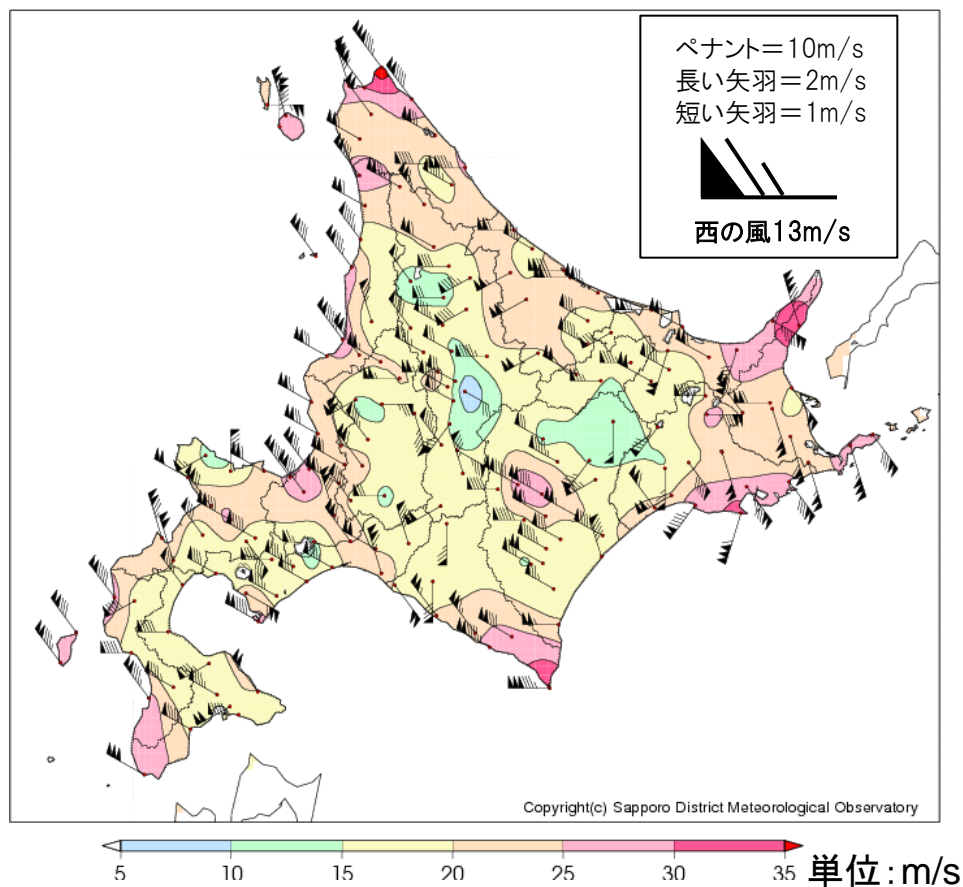 ペナント＝10m/s
長い矢羽＝2m/s
短い矢羽＝1m/s
西の風13m/s
Copyright(c) Sapporo District Meteorological Observatory
5 10 15 20 25 30 35 単位：m/s